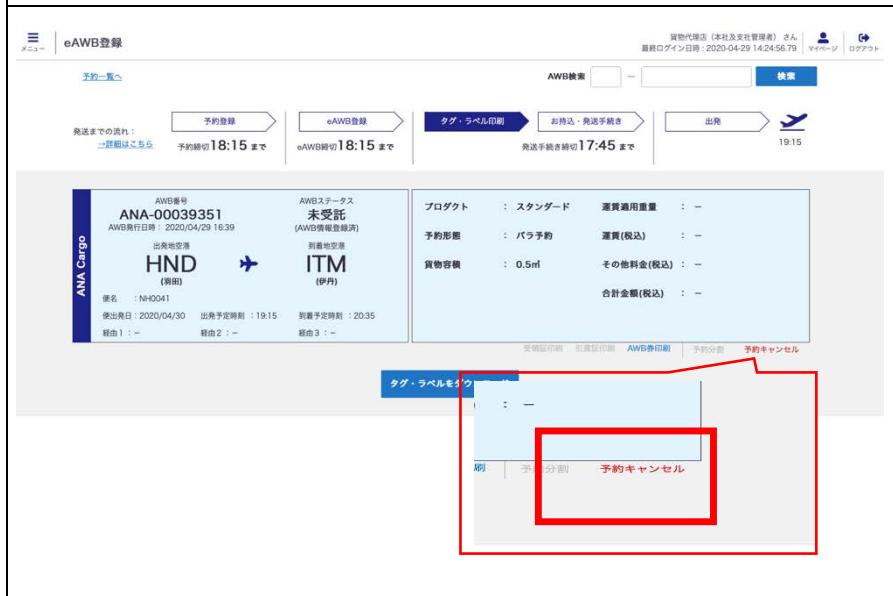 メニュー
eAWB登録
貨物代理店（本社及支社管理者） さん
最終ログイン日時 : 2020-04-29 14:24:56.79
マイページ
ログアウト
予約一覧へ
AWB検索
–
検索
発送までの流れ：
→詳細はこちら
予約登録
eAWB登録
タグ・ラベル印刷
お持込・発送手続き
出発
予約締切18:15 まで
eAWB締切18:15 まで
発送手続き締切17:45 まで
19:15
ANA Cargo
AWB番号
ANA-00039351
AWB発行日時： 2020/04/29 16:39
AWBステータス
未受託
(AWB情報登録済)
出発地空港
HND
(羽田)
到着地空港
ITM
(伊丹)
便名 ：NH0041
便出発日：2020/04/30 出発予定時刻 ：19:15 到着予定時刻 ：20:35
経由1：– 経由2：– 経由3：–
プロダクト ： スタンダード 運賃適用重量 ： –
予約形態 ： バラ予約 運賃(税込) ： –
貨物容積 ： 0.5㎥ その他料金(税込) ： –
合計金額(税込) ： –
受領証印刷 引渡証印刷 AWB券印刷 予約分割 予約キャンセル
タグ・ラベルをダウ
： –
刷 予約分割 予約キャンセル